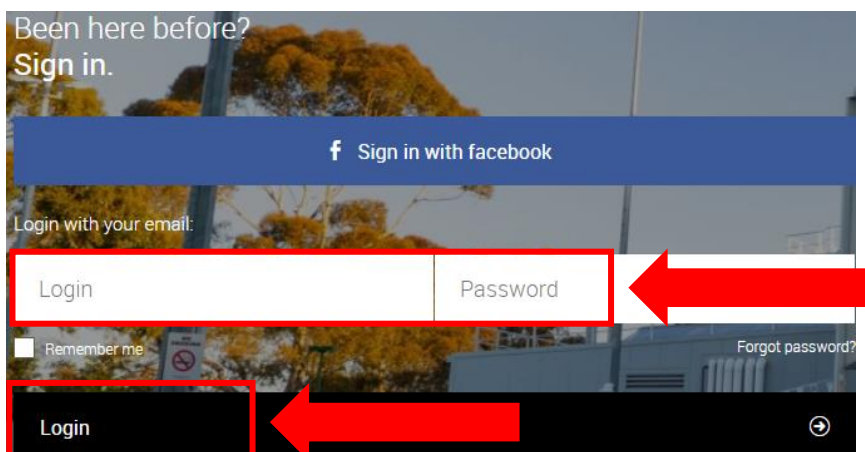 Been here before?
Sign in.
f Sign in with facebook
Login with your email:
Login Password
Remember me Forgot password?
Login